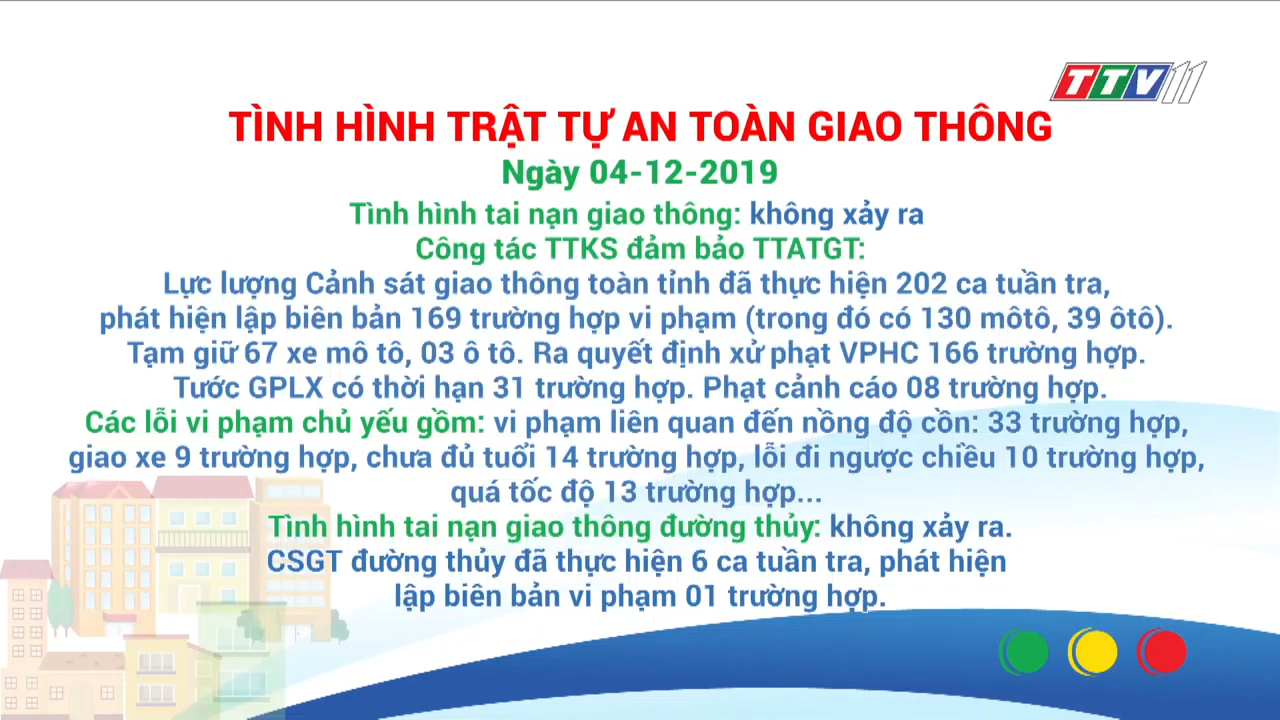 TTV11
TÌNH HÌNH TRẬT TỰ AN TOÀN GIAO THÔNG
Ngày 04-12-2019
Tình hình tai nạn giao thông: không xảy ra
Công tác TTKS đảm bảo TTATGT:
Lực lượng Cảnh sát giao thông toàn tỉnh đã thực hiện 202 ca tuần tra,
phát hiện lập biên bản 169 trường hợp vi phạm (trong đó có 130 môtô, 39 ôtô).
Tạm giữ 67 xe mô tô, 03 ô tô. Ra quyết định xử phạt VPHC 166 trường hợp.
Tước GPLX có thời hạn 31 trường hợp. Phạt cảnh cáo 08 trường hợp.
Các lỗi vi phạm chủ yếu gồm: vi phạm liên quan đến nồng độ cồn: 33 trường hợp,
giao xe 9 trường hợp, chưa đủ tuổi 14 trường hợp, lỗi đi ngược chiều 10 trường hợp,
quá tốc độ 13 trường hợp...
Tình hình tai nạn giao thông đường thủy: không xảy ra.
CSGT đường thủy đã thực hiện 6 ca tuần tra, phát hiện
lập biên bản vi phạm 01 trường hợp.